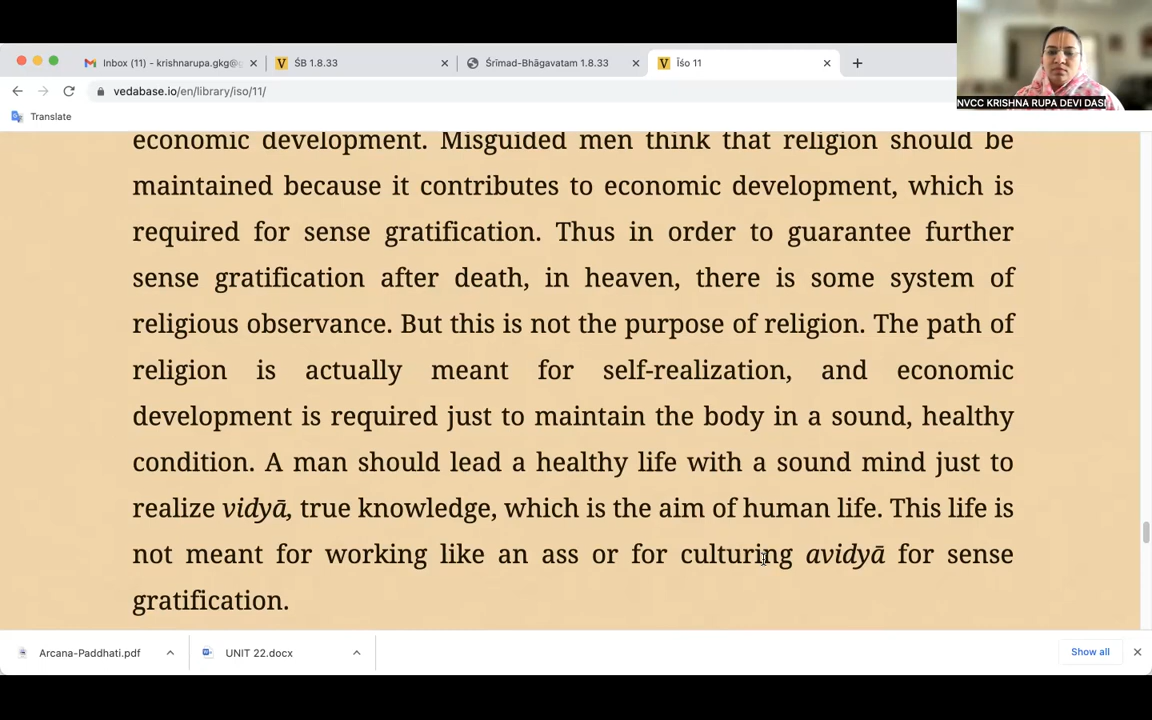 Inbox (11) - krishnarupa.gkg@g
ŚB 1.8.33
Śrīmad-Bhāgavatam 1.8.33
Īśo 11
NVCC KRISHNA RUPA DEVI DASI
vedabase.io/en/library/iso/11/
Translate
economic development. Misguided men think that religion should be
maintained because it contributes to economic development, which is
required for sense gratification. Thus in order to guarantee further
sense gratification after death, in heaven, there is some system of
religious observance. But this is not the purpose of religion. The path of
religion is actually meant for self-realization, and economic
development is required just to maintain the body in a sound, healthy
condition. A man should lead a healthy life with a sound mind just to
realize vidyā, true knowledge, which is the aim of human life. This life is
not meant for working like an ass or for culturing avidyā for sense
gratification.
Arcana-Paddhati.pdf
UNIT 22.docx
Show all